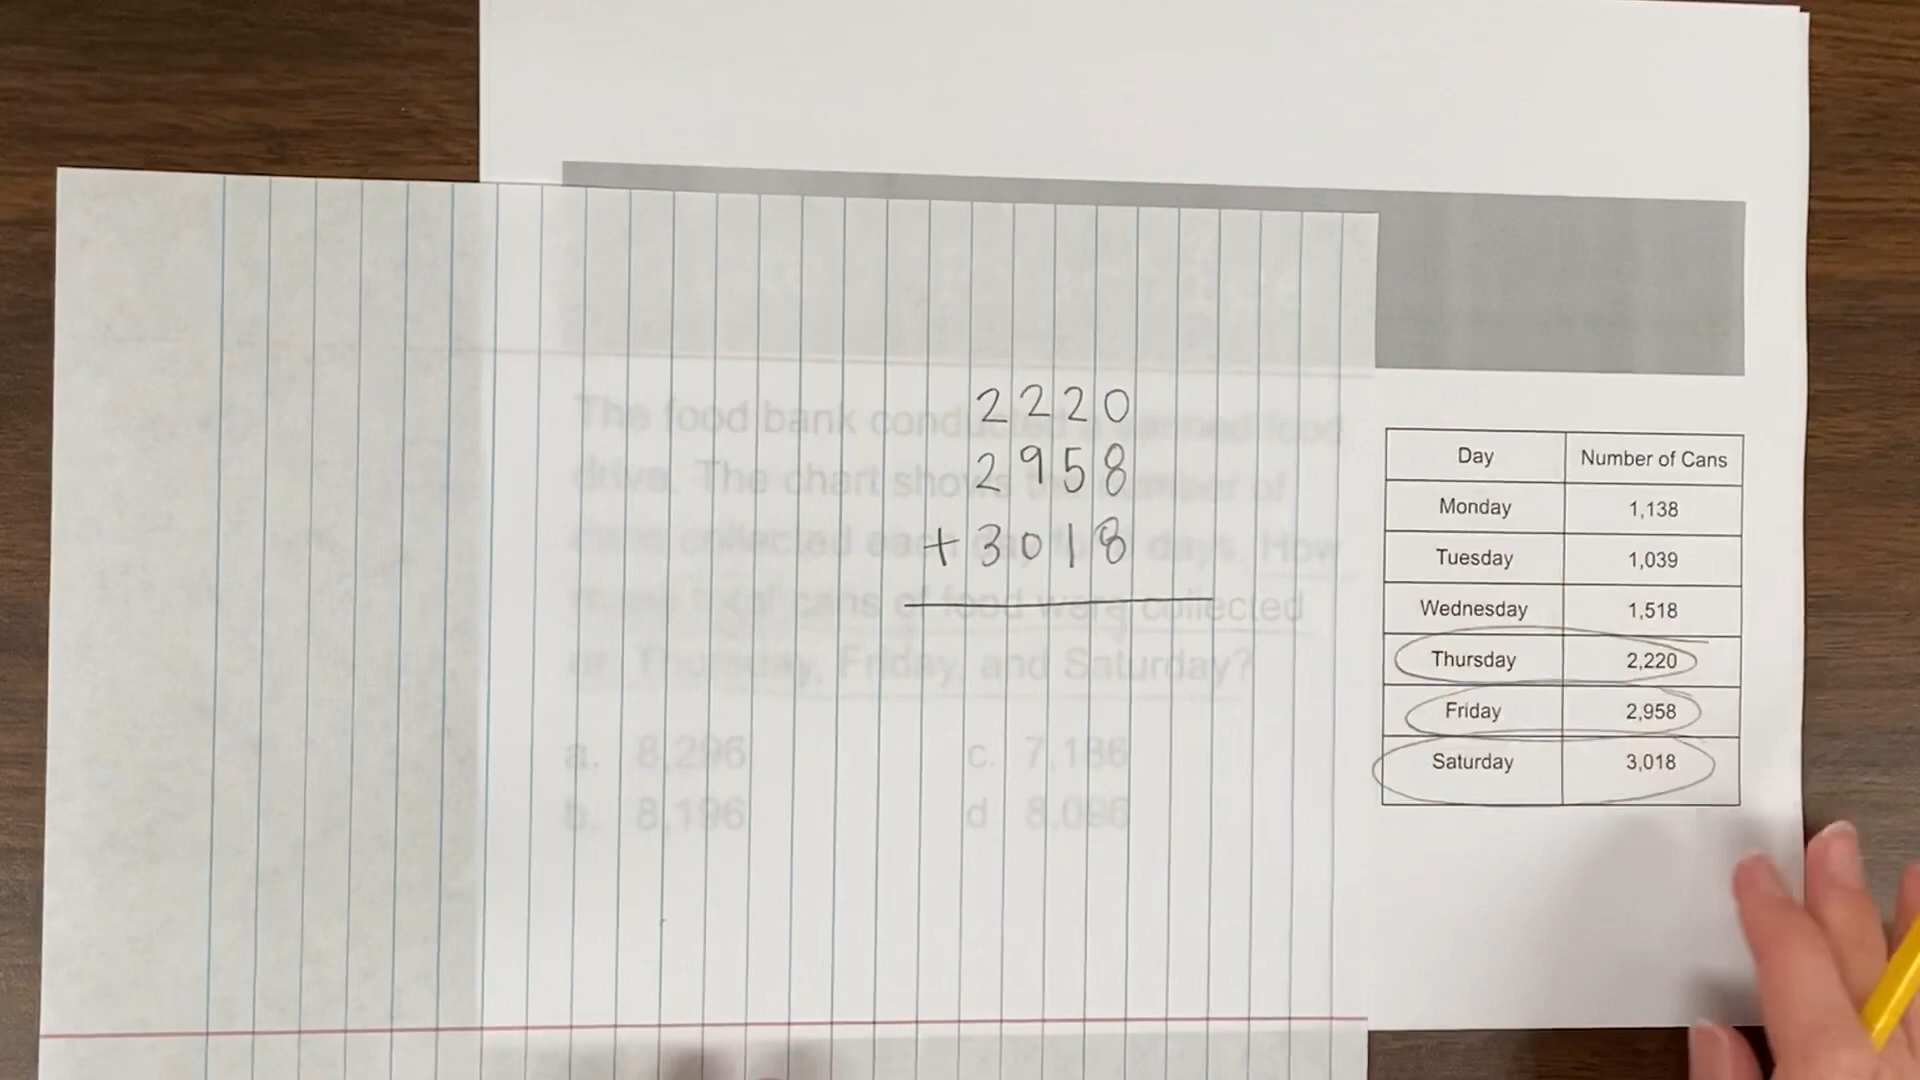 2220
2958
+ 3018
The food bank conducted a canned food
drive. The chart shows the number of
cans collected each day for 6 days. How
many total cans of food were collected
on Thursday, Friday, and Saturday?
a. 8,296 c. 7,186
b. 8,196 d 8,096
Day Number of Cans
Monday 1,138
Tuesday 1,039
Wednesday 1,518
Thursday 2,220
Friday 2,958
Saturday 3,018